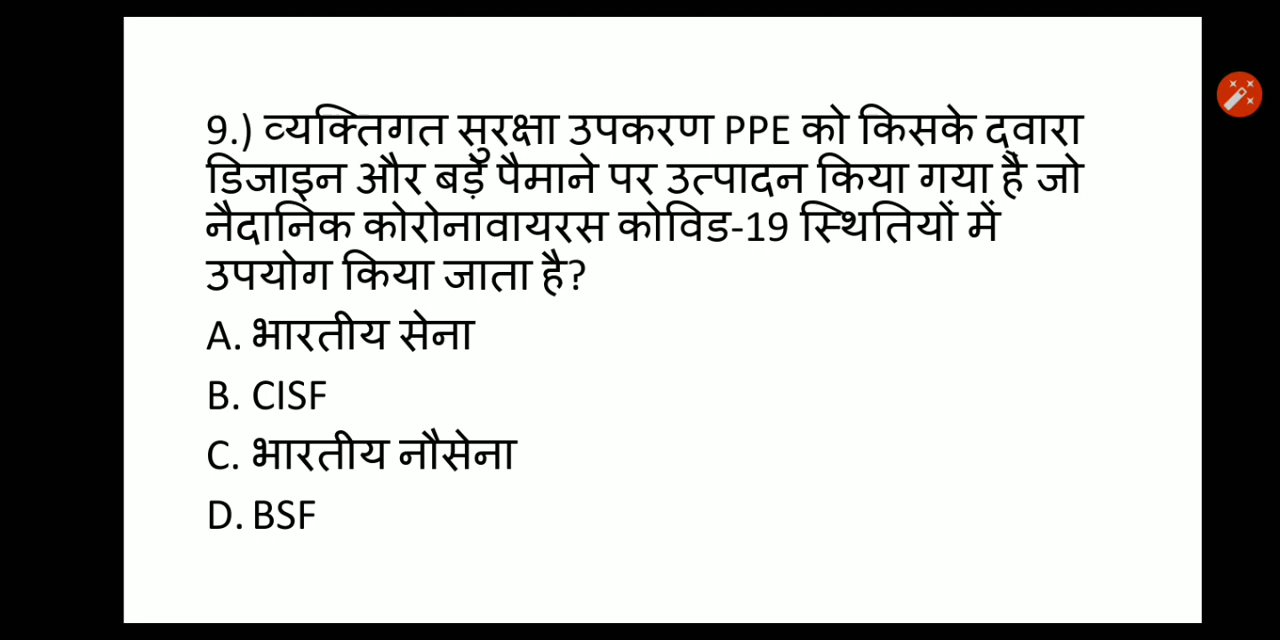 9.) व्यक्तिगत सुरक्षा उपकरण PPE को किसके द्वारा
डिजाइन और बड़े पैमाने पर उत्पादन किया गया है जो
नैदानिक कोरोनावायरस कोविड-19 स्थितियों में
उपयोग किया जाता है?
A. भारतीय सेना
B. CISF
C. भारतीय नौसेना
D. BSF